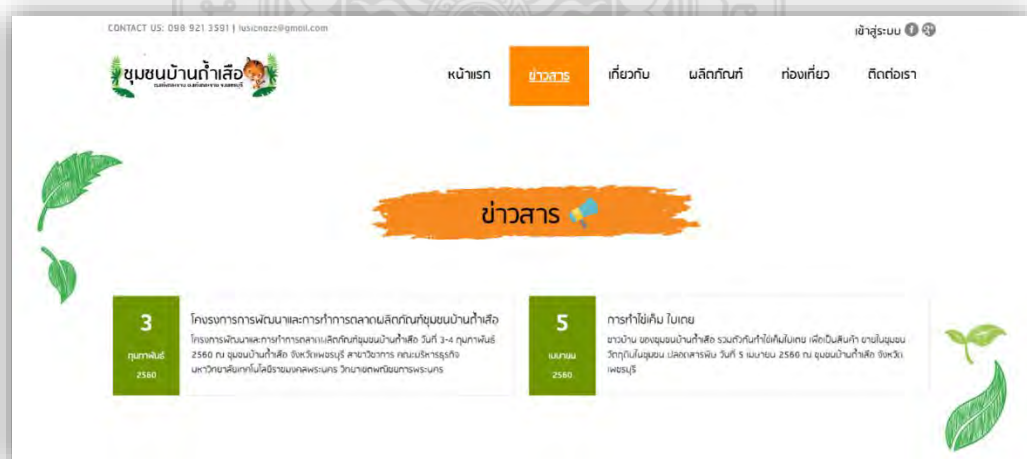 CONTACT US: 098 921 3591 | lusicnazz@gmail.com
เข้าสู่ระบบ
ชุมชนบ้านถ้ำเสือ
หน้าแรก ข่าวสาร เกี่ยวกับ ผลิตภัณฑ์ ท่องเที่ยว ติดต่อเรา
ข่าวสาร
3
กุมภาพันธ์
2560
โครงการการพัฒนาและการทำการตลาดผลิตภัณฑ์ชุมชนบ้านถ้ำเสือ
โครงการพัฒนาและการทำการตลาดผลิตภัณฑ์ชุมชนบ้านถ้ำเสือ วันที่ 3-4 กุมภาพันธ์
2560 ณ ชุมชนบ้านถ้ำเสือ จังหวัดเพชรบุรี สาขาวิชาการ คณะบริหารธุรกิจ
มหาวิทาลัยเทคโนโลยีราชมงคลพระนคร วิทยาเขตพณิชยการพระนคร
5
เมษายน
2560
การทำไข่เค็ม ใบเตย
ชาวบ้าน ของชุมชนบ้านถ้ำเสือ รวมตัวกันทำไข่เค็มใบเตย เพื่อเป็นสินค้า ขายในชุมชน
วัตถุดิบในชุมชน ปลอดสารพิษ วันที่ 5 เมษายน 2560 ณ ชุมชนบ้านถ้ำเสือ จังหวัด
เพชรบุรี